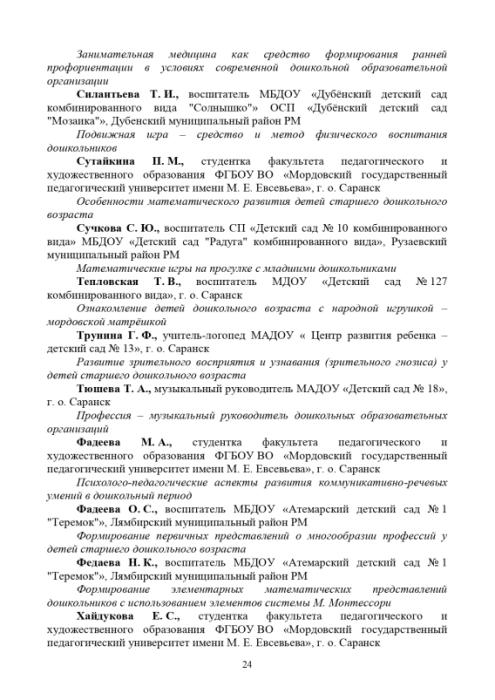 Занимательная медицина как средство формирования ранней
профориентации в условиях современной дошкольной образовательной
организации
Силантьева Т. И., воспитатель МБДОУ «Дубёнский детский сад
комбинированного вида "Солнышко"» ОСП «Дубёнский детский сад
"Мозаика"», Дубенский муниципальный район РМ
Подвижная игра – средство и метод физического воспитания
дошкольников
Сутайкина П. М., студентка факультета педагогического и
художественного образования ФГБОУ ВО «Мордовский государственный
педагогический университет имени М. Е. Евсевьева», г. о. Саранск
Особенности математического развития детей старшего дошкольного
возраста
Сучкова С. Ю., воспитатель СП «Детский сад № 10 комбинированного
вида» МБДОУ «Детский сад "Радуга" комбинированного вида», Рузаевский
муниципальный район РМ
Математические игры на прогулке с младшими дошкольниками
Тепловская Т. В., воспитатель МДОУ «Детский сад № 127
комбинированного вида», г. о. Саранск
Ознакомление детей дошкольного возраста с народной игрушкой –
мордовской матрёшкой
Трунина Г. Ф., учитель-логопед МАДОУ « Центр развития ребенка –
детский сад № 13», г. о. Саранск
Развитие зрительного восприятия и узнавания (зрительного гнозиса) у
детей старшего дошкольного возраста
Тюшева Т. А., музыкальный руководитель МАДОУ «Детский сад № 18»,
г. о. Саранск
Профессия – музыкальный руководитель дошкольных образовательных
организаций
Фадеева М. А., студентка факультета педагогического и
художественного образования ФГБОУ ВО «Мордовский государственный
педагогический университет имени М. Е. Евсевьева», г. о. Саранск
Психолого-педагогические аспекты развития коммуникативно-речевых
умений в дошкольный период
Фадеева О. С., воспитатель МБДОУ «Атемарский детский сад № 1
"Теремок"», Лямбирский муниципальный район РМ
Формирование первичных представлений о многообразии профессий у
детей старшего дошкольного возраста
Федаева Н. К., воспитатель МБДОУ «Атемарский детский сад № 1
"Теремок"», Лямбирский муниципальный район РМ
Формирование элементарных математических представлений
дошкольников с использованием элементов системы М. Монтессори
Хайдукова Е. С., студентка факультета педагогического и
художественного образования ФГБОУ ВО «Мордовский государственный
педагогический университет имени М. Е. Евсевьева», г. о. Саранск
24